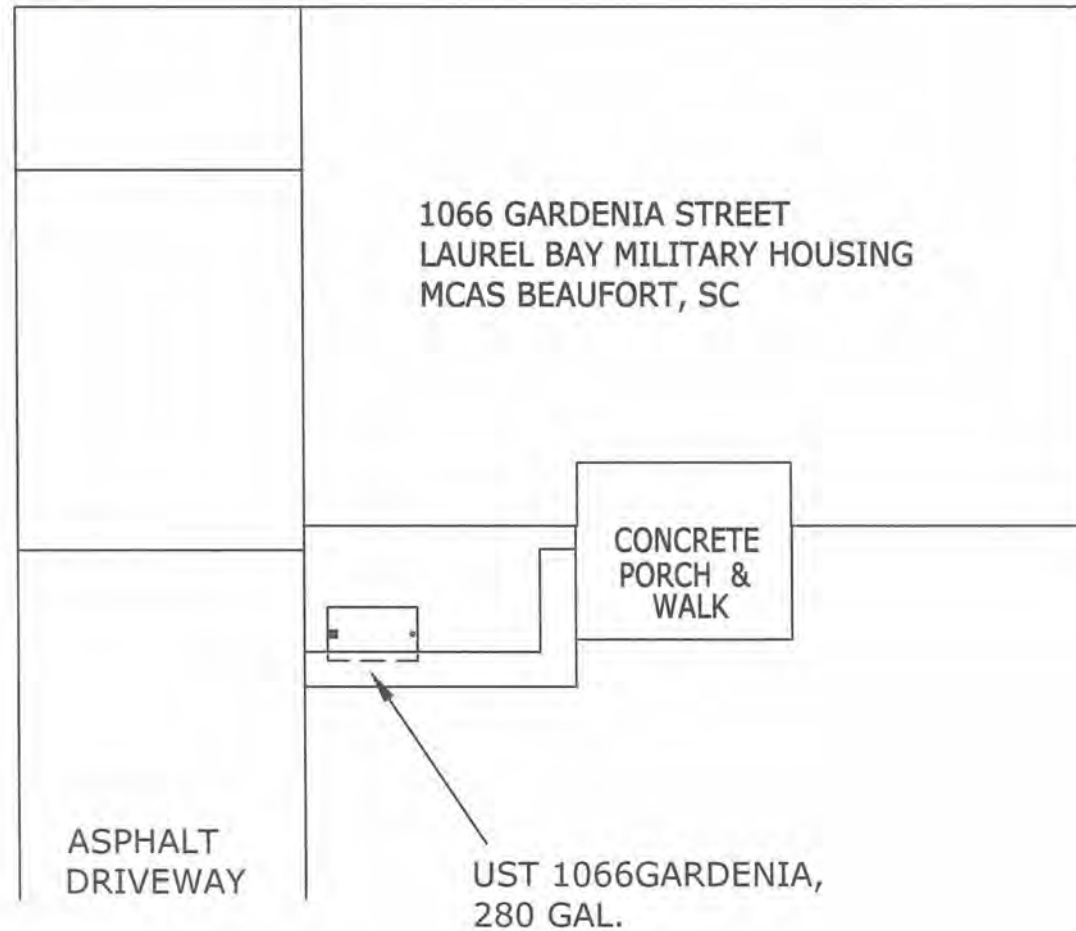 1066 GARDENIA STREET
LAUREL BAY MILITARY HOUSING
MCAS BEAUFORT, SC
CONCRETE
PORCH &
WALK
ASPHALT
DRIVEWAY
UST 1066GARDENIA,
280 GAL.